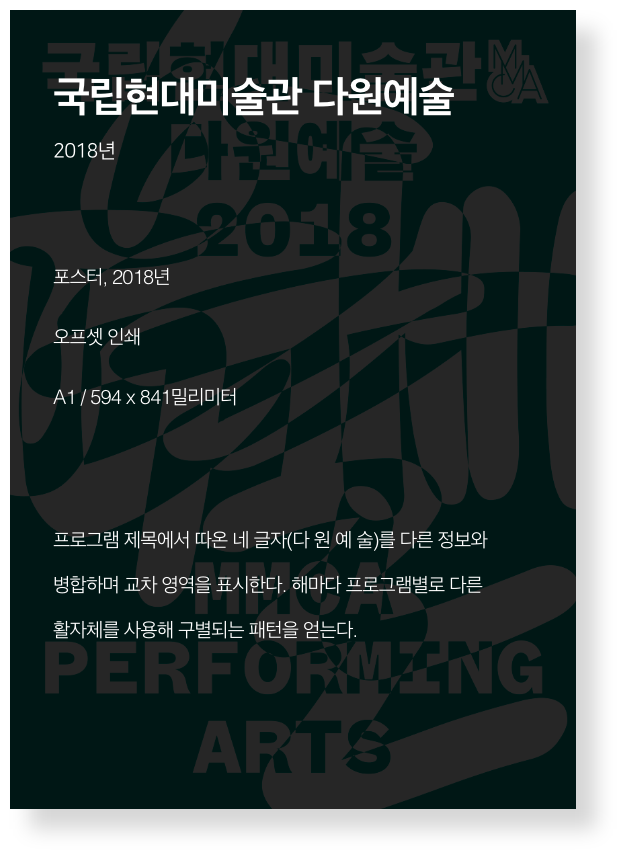 국립현대미술관
MMCA
국립현대미술관 다원예술
다원예술
2018년
2018
포스터, 2018년
오프셋 인쇄
A1 / 594 x 841밀리미터
프로그램 제목에서 따온 네 글자(다 원 예 술)를 다른 정보와
병합하며 교차 영역을 표시한다. 해마다 프로그램별로 다른
MMCA
활자체를 사용해 구별되는 패턴을 얻는다.
PERFORMING
ARTS